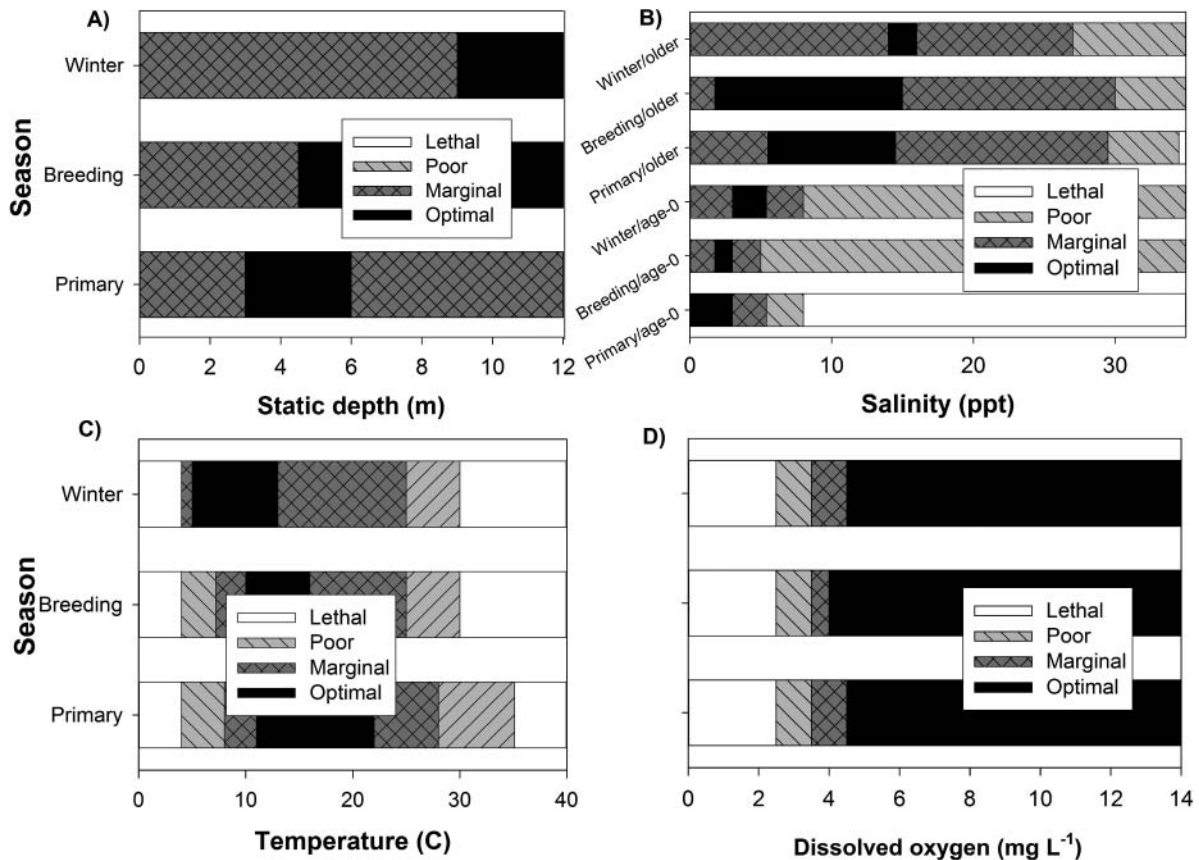 A)
Season
Winter
Breeding
Primary
Lethal
Poor
Marginal
Optimal
0 2 4 6 8 10 12
Static depth (m)
B)
Winter/older
Breeding/older
Primary/older
Winter/age-0
Breeding/age-0
Primary/age-0
Lethal
Poor
Marginal
Optimal
0 10 20 30
Salinity (ppt)
C)
Season
Winter
Breeding
Primary
Lethal
Poor
Marginal
Optimal
0 10 20 30 40
Temperature (C)
D)
Lethal
Poor
Marginal
Optimal
0 2 4 6 8 10 12 14
Dissolved oxygen (mg L⁻¹)